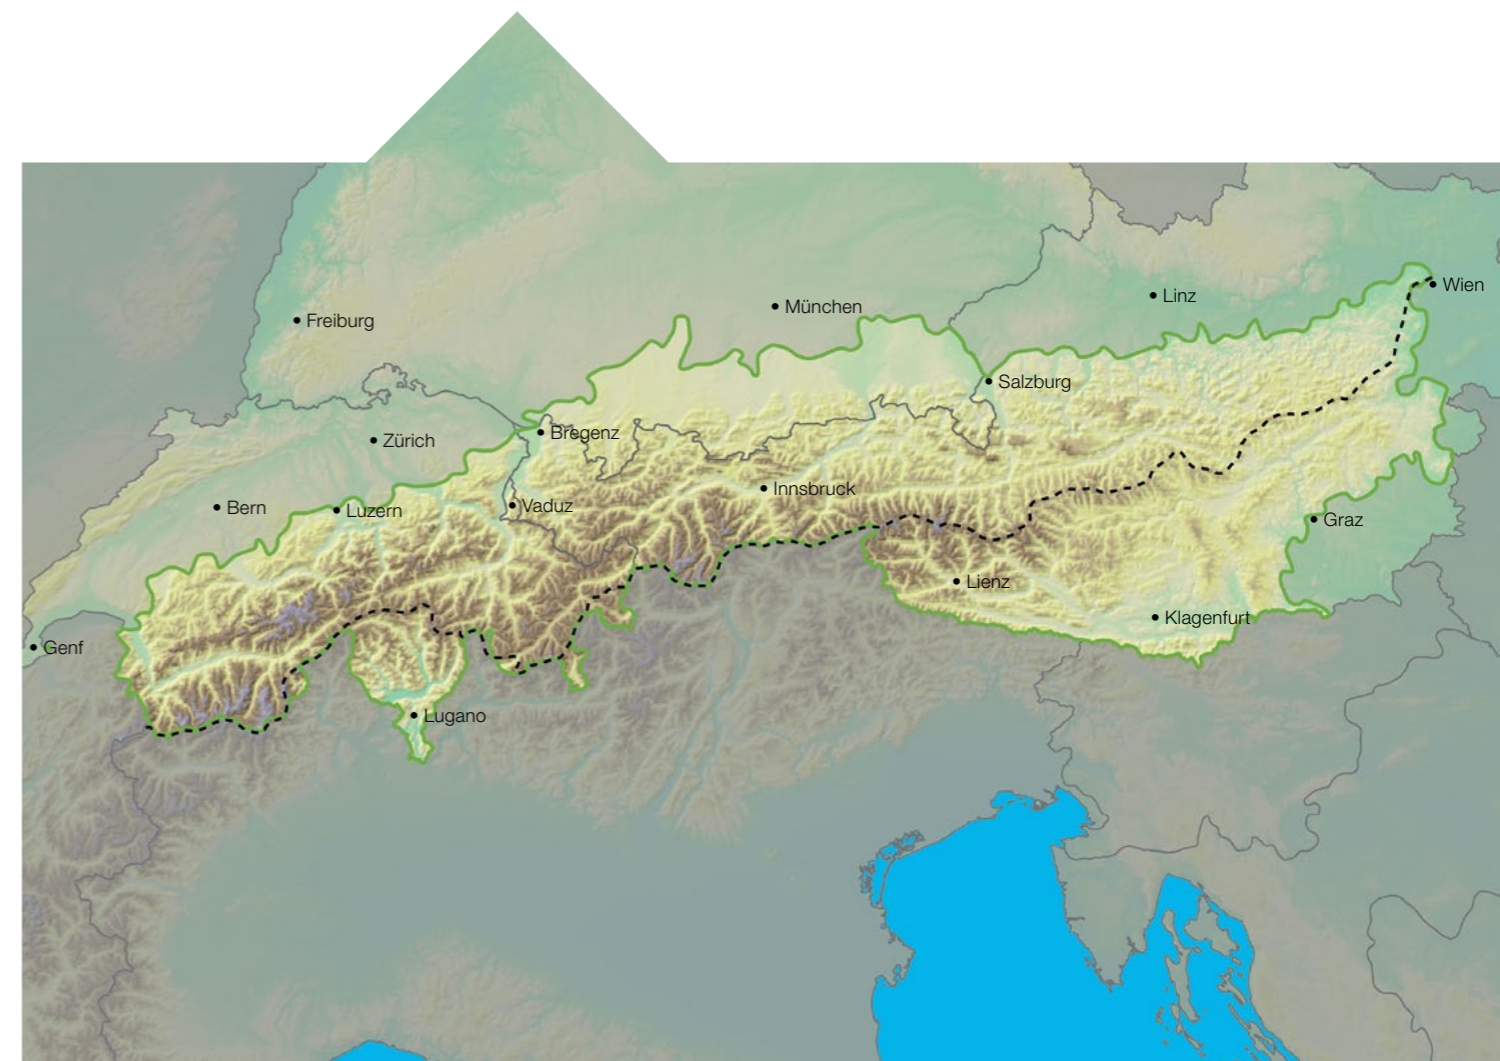 Wien
Linz
München
Freiburg
Salzburg
Bregenz
Zürich
Innsbruck
Vaduz
Bern
Luzern
Graz
Lienz
Klagenfurt
Genf
Lugano